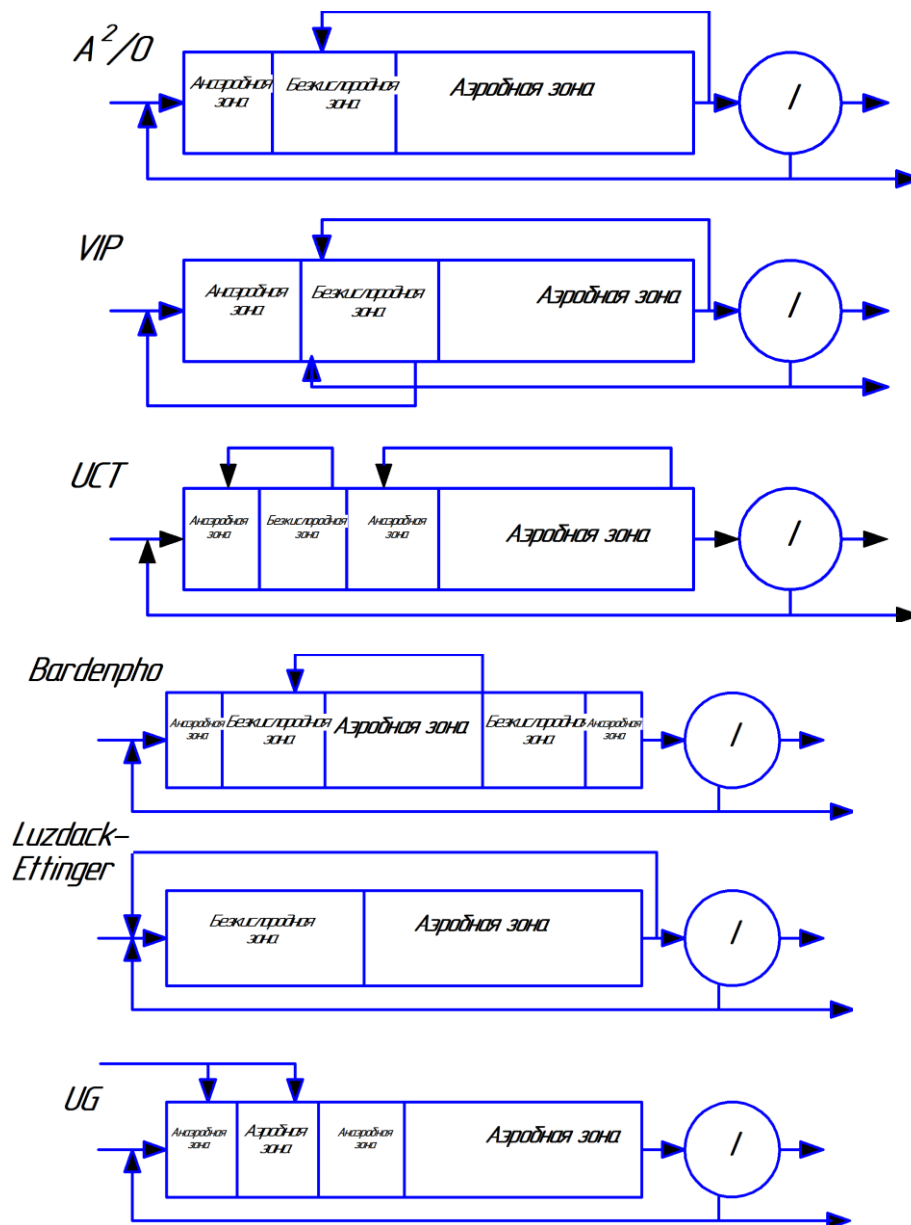 A²/O
Анаэробная
зона
Безкислородная
зона
Аэробная зона
/
VIP
Анаэробная
зона
Безкислородная
зона
Аэробная зона
/
UCT
Анаэробная
зона
Безкислородная
зона
Анаэробная
зона
Аэробная зона
/
Bardenpho
Анаэробная
зона
Безкислородная
зона
Аэробная зона
Безкислородная
зона
Анаэробная
зона
/
Luzdack-
Ettinger
Безкислородная
зона
Аэробная зона
/
UG
Анаэробная
зона
Аэробная
зона
Анаэробная
зона
Аэробная зона
/